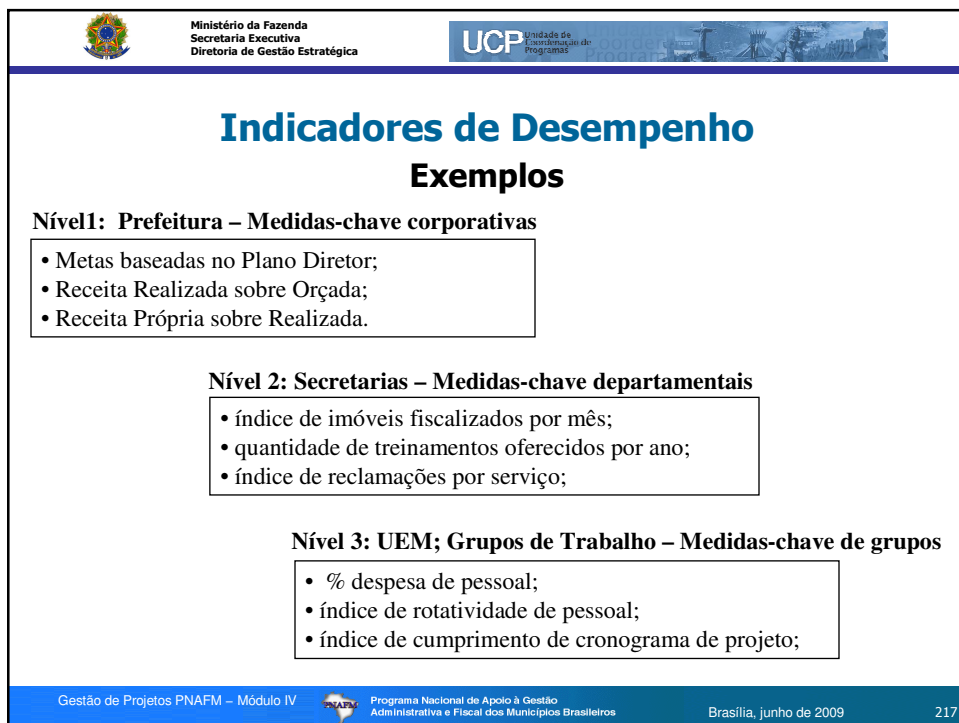 Ministério da Fazenda
Secretaria Executiva
Diretoria de Gestão Estratégica
UCP Unidade de
Coordenação de
Programas
Indicadores de Desempenho
Exemplos
Nível1: Prefeitura – Medidas-chave corporativas
• Metas baseadas no Plano Diretor;
• Receita Realizada sobre Orçada;
• Receita Própria sobre Realizada.
Nível 2: Secretarias – Medidas-chave departamentais
• índice de imóveis fiscalizados por mês;
• quantidade de treinamentos oferecidos por ano;
• índice de reclamações por serviço;
Nível 3: UEM; Grupos de Trabalho – Medidas-chave de grupos
• % despesa de pessoal;
• índice de rotatividade de pessoal;
• índice de cumprimento de cronograma de projeto;
Gestão de Projetos PNAFM – Módulo IV
PNAFM
Programa Nacional de Apoio à Gestão
Administrativa e Fiscal dos Municípios Brasileiros
Brasília, junho de 2009
217